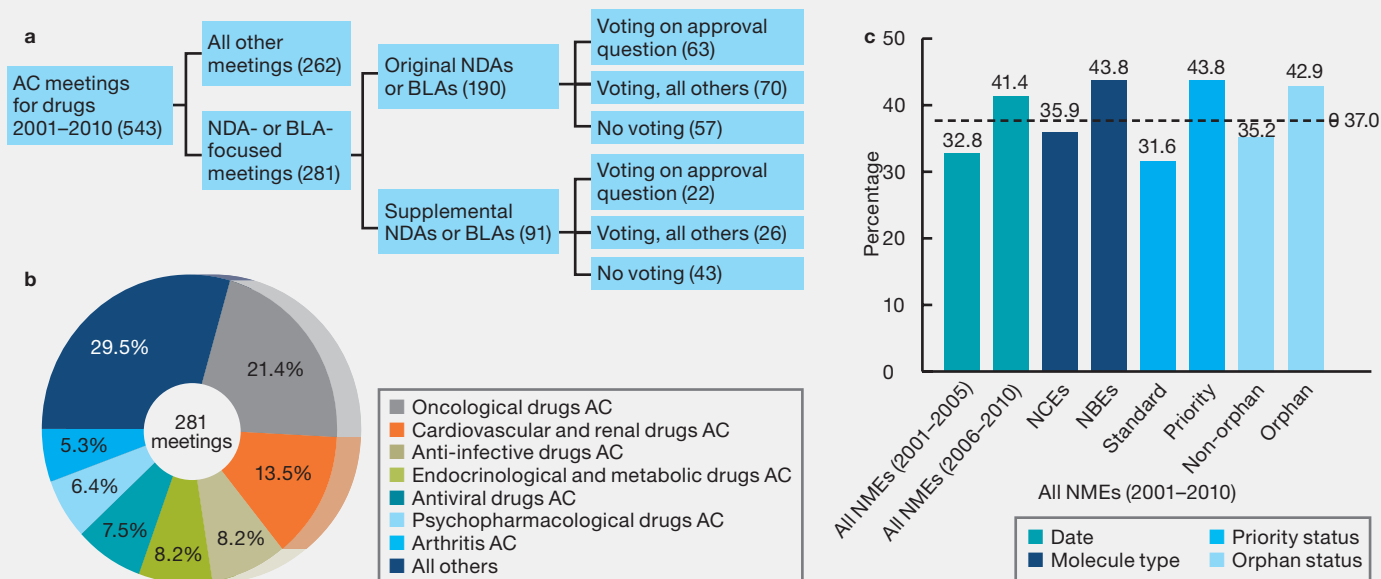 a
AC meetings
for drugs
2001–2010 (543)
All other
meetings (262)
NDA- or BLA-
focused
meetings (281)
Original NDAs
or BLAs (190)
Supplemental
NDAs or BLAs (91)
Voting on approval
question (63)
Voting, all others (70)
No voting (57)
Voting on approval
question (22)
Voting, all others (26)
No voting (43)
b
29.5%
21.4%
13.5%
8.2%
8.2%
7.5%
6.4%
5.3%
281
meetings
Oncological drugs AC
Cardiovascular and renal drugs AC
Anti-infective drugs AC
Endocrinological and metabolic drugs AC
Antiviral drugs AC
Psychopharmacological drugs AC
Arthritis AC
All others
c
Percentage
50
40
30
20
10
0
32.8
41.4
35.9
43.8
31.6
43.8
35.2
42.9
37.0
All NMEs (2001–2005)
All NMEs (2006–2010)
NCEs
NBEs
Standard
Priority
Non-orphan
Orphan
All NMEs (2001–2010)
Date
Molecule type
Priority status
Orphan status